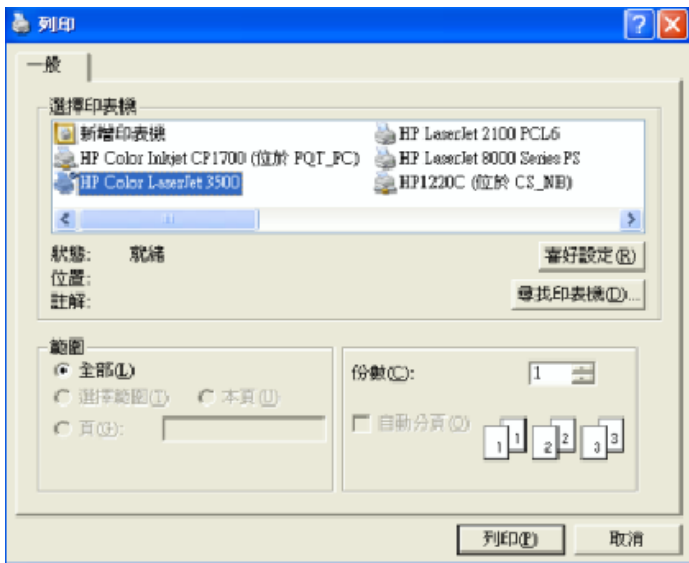 列印
一般
選擇印表機
新增印表機
HP LaserJet 2100 PCL6
HP Color Inkjet CP1700 (位於 PQT_PC)
HP LaserJet 8000 Series PS
HP Color LaserJet 3500
HP1220C (位於 CS_NB)
狀態: 就緒
喜好設定(R)
位置:
尋找印表機(D)...
註解:
範圍
全部(L)
份數(C): 1
選擇範圍(T) 本頁(U)
自動分頁(O)
頁(G):
1 1 2 2 3 3
列印(P) 取消